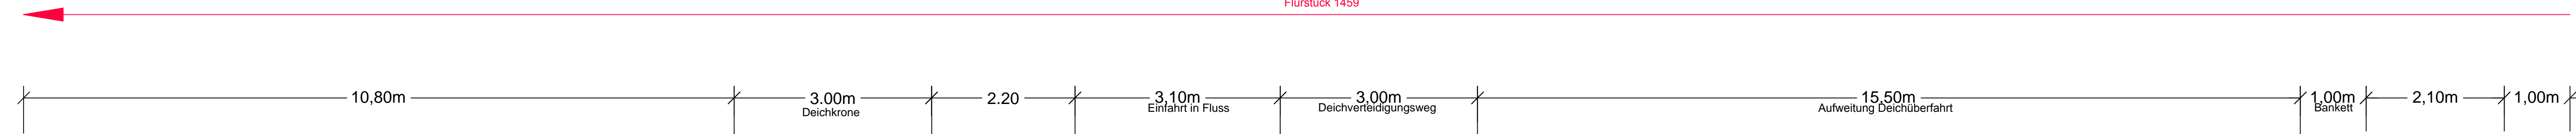 Flurstück 1459
10,80m
3.00m
Deichkrone
2.20
3,10m
Einfahrt in Fluss
3,00m
Deichverteidigungsweg
15,50m
Aufweitung Deichüberfahrt
1,00m
Bankett
2,10m
1,00m